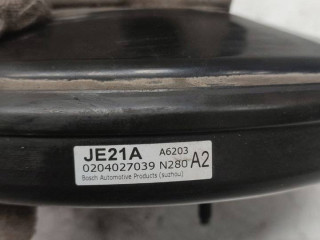 JE21A A6203
0204027039 N280 A2
Bosch Automotive Products (suzhou)